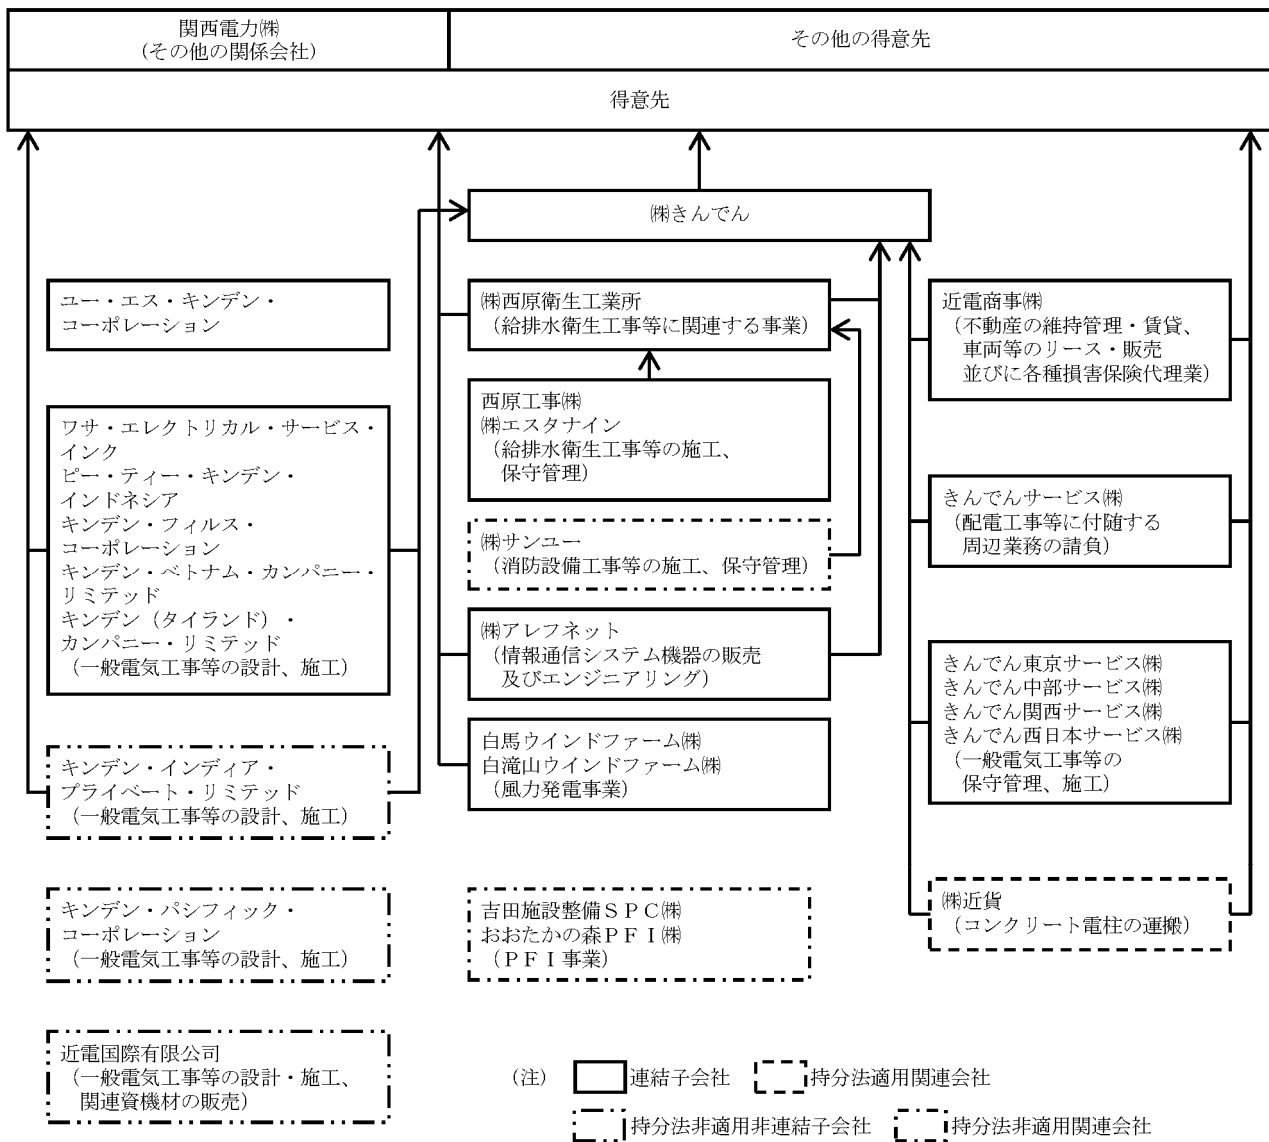 関西電力㈱
(その他の関係会社)
その他の得意先
得意先
㈱きんでん
ユー・エス・キンデン・
コーポレーション
ワサ・エレクトリカル・サービス・
インク
ピー・ティー・キンデン・
インドネシア
キンデン・フィルス・
コーポレーション
キンデン・ベトナム・カンパニー・
リミテッド
キンデン（タイランド）・
カンパニー・リミテッド
（一般電気工事等の設計、施工）
キンデン・インディア・
プライベート・リミテッド
（一般電気工事等の設計、施工）
キンデン・パシフィック・
コーポレーション
（一般電気工事等の設計、施工）
近電国際有限公司
（一般電気工事等の設計・施工、
関連資機材の販売）
㈱西原衛生工業所
（給排水衛生工事等に関連する事業）
西原工事㈱
㈱エスタナイン
（給排水衛生工事等の施工、
保守管理）
㈱サンユー
（消防設備工事等の施工、保守管理）
㈱アレフネット
（情報通信システム機器の販売
及びエンジニアリング）
白馬ウインドファーム㈱
白滝山ウインドファーム㈱
（風力発電事業）
吉田施設整備ＳＰＣ㈱
おおたかの森ＰＦＩ㈱
（ＰＦＩ事業）
近電商事㈱
（不動産の維持管理・賃貸、
車両等のリース・販売
並びに各種損害保険代理業）
きんでんサービス㈱
（配電工事等に付随する
周辺業務の請負）
きんでん東京サービス㈱
きんでん中部サービス㈱
きんでん関西サービス㈱
きんでん西日本サービス㈱
（一般電気工事等の
保守管理、施工）
㈱近貨
（コンクリート電柱の運搬）
（注） 連結子会社 持分法適用関連会社
持分法非適用非連結子会社 持分法非適用関連会社